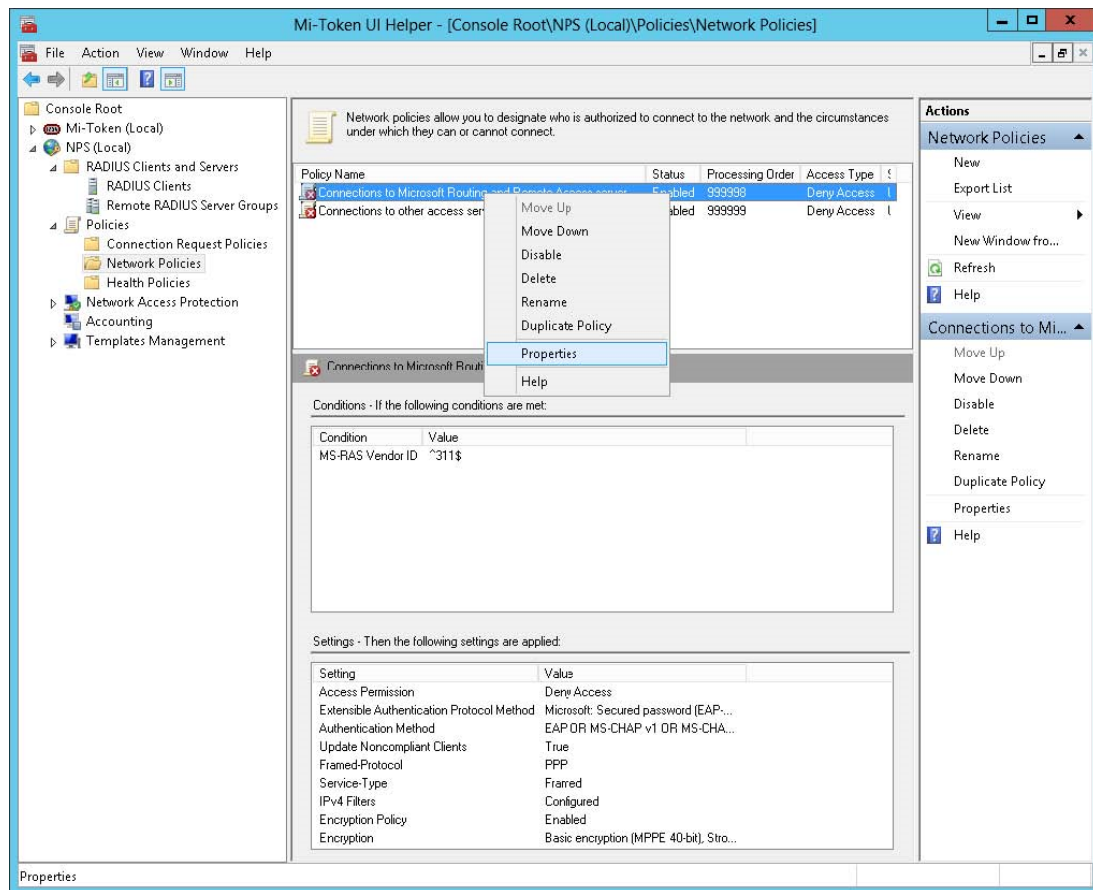 Mi-Token UI Helper - [Console Root\NPS (Local)\Policies\Network Policies]
File Action View Window Help
Console Root
Mi-Token (Local)
NPS (Local)
RADIUS Clients and Servers
RADIUS Clients
Remote RADIUS Server Groups
Policies
Connection Request Policies
Network Policies
Health Policies
Network Access Protection
Accounting
Templates Management
Network policies allow you to designate who is authorized to connect to the network and the circumstances
under which they can or cannot connect.
Policy Name Status Processing Order Access Type
Connections to Microsoft Routing and Remote Access server Enabled 999998 Deny Access
Connections to other access ser abled 999999 Deny Access
Move Up
Move Down
Disable
Delete
Rename
Duplicate Policy
Properties
Help
Connections to Microsoft Routi
Conditions - If the following conditions are met:
Condition Value
MS-RAS Vendor ID ^311$
Settings - Then the following settings are applied:
Setting Value
Access Permission Deny Access
Extensible Authentication Protocol Method Microsoft: Secured password (EAP-...
Authentication Method EAP OR MS-CHAP v1 OR MS-CHA...
Update Noncompliant Clients True
Framed-Protocol PPP
Service-Type Framed
IPv4 Filters Configured
Encryption Policy Enabled
Encryption Basic encryption (MPPE 40-bit), Stro...
Actions
Network Policies
New
Export List
View
New Window fro...
Refresh
Help
Connections to Mi...
Move Up
Move Down
Disable
Delete
Rename
Duplicate Policy
Properties
Help
Properties